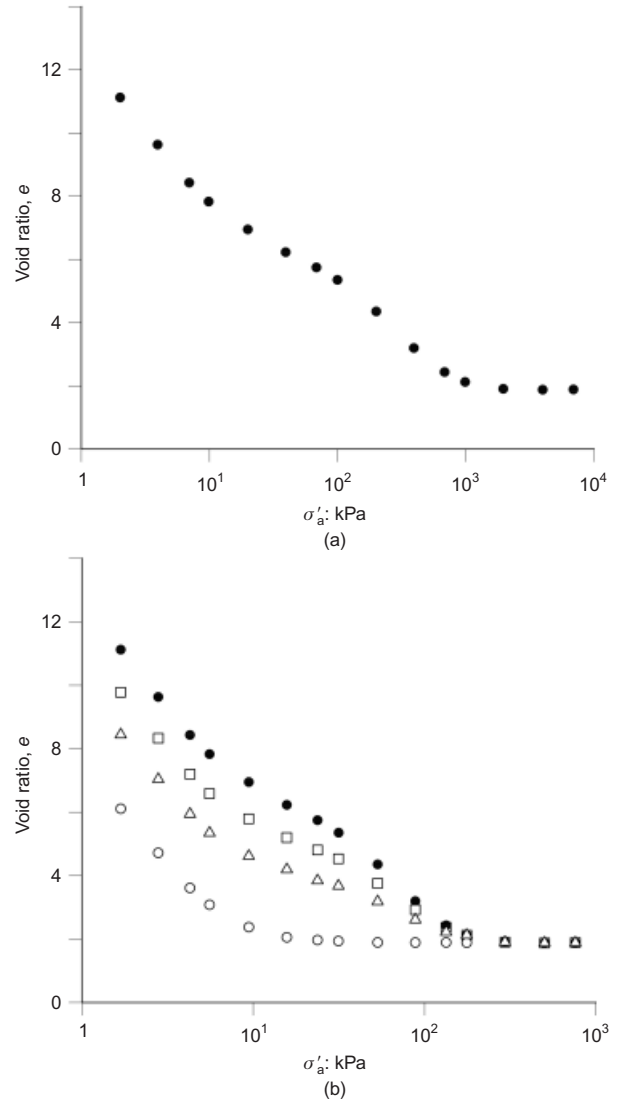 12
8
4
0
Void ratio, e
1 10¹ 10² 10³ 10⁴
σ′ₐ: kPa
(a)
12
8
4
0
Void ratio, e
1 10¹ 10² 10³
σ′ₐ: kPa
(b)